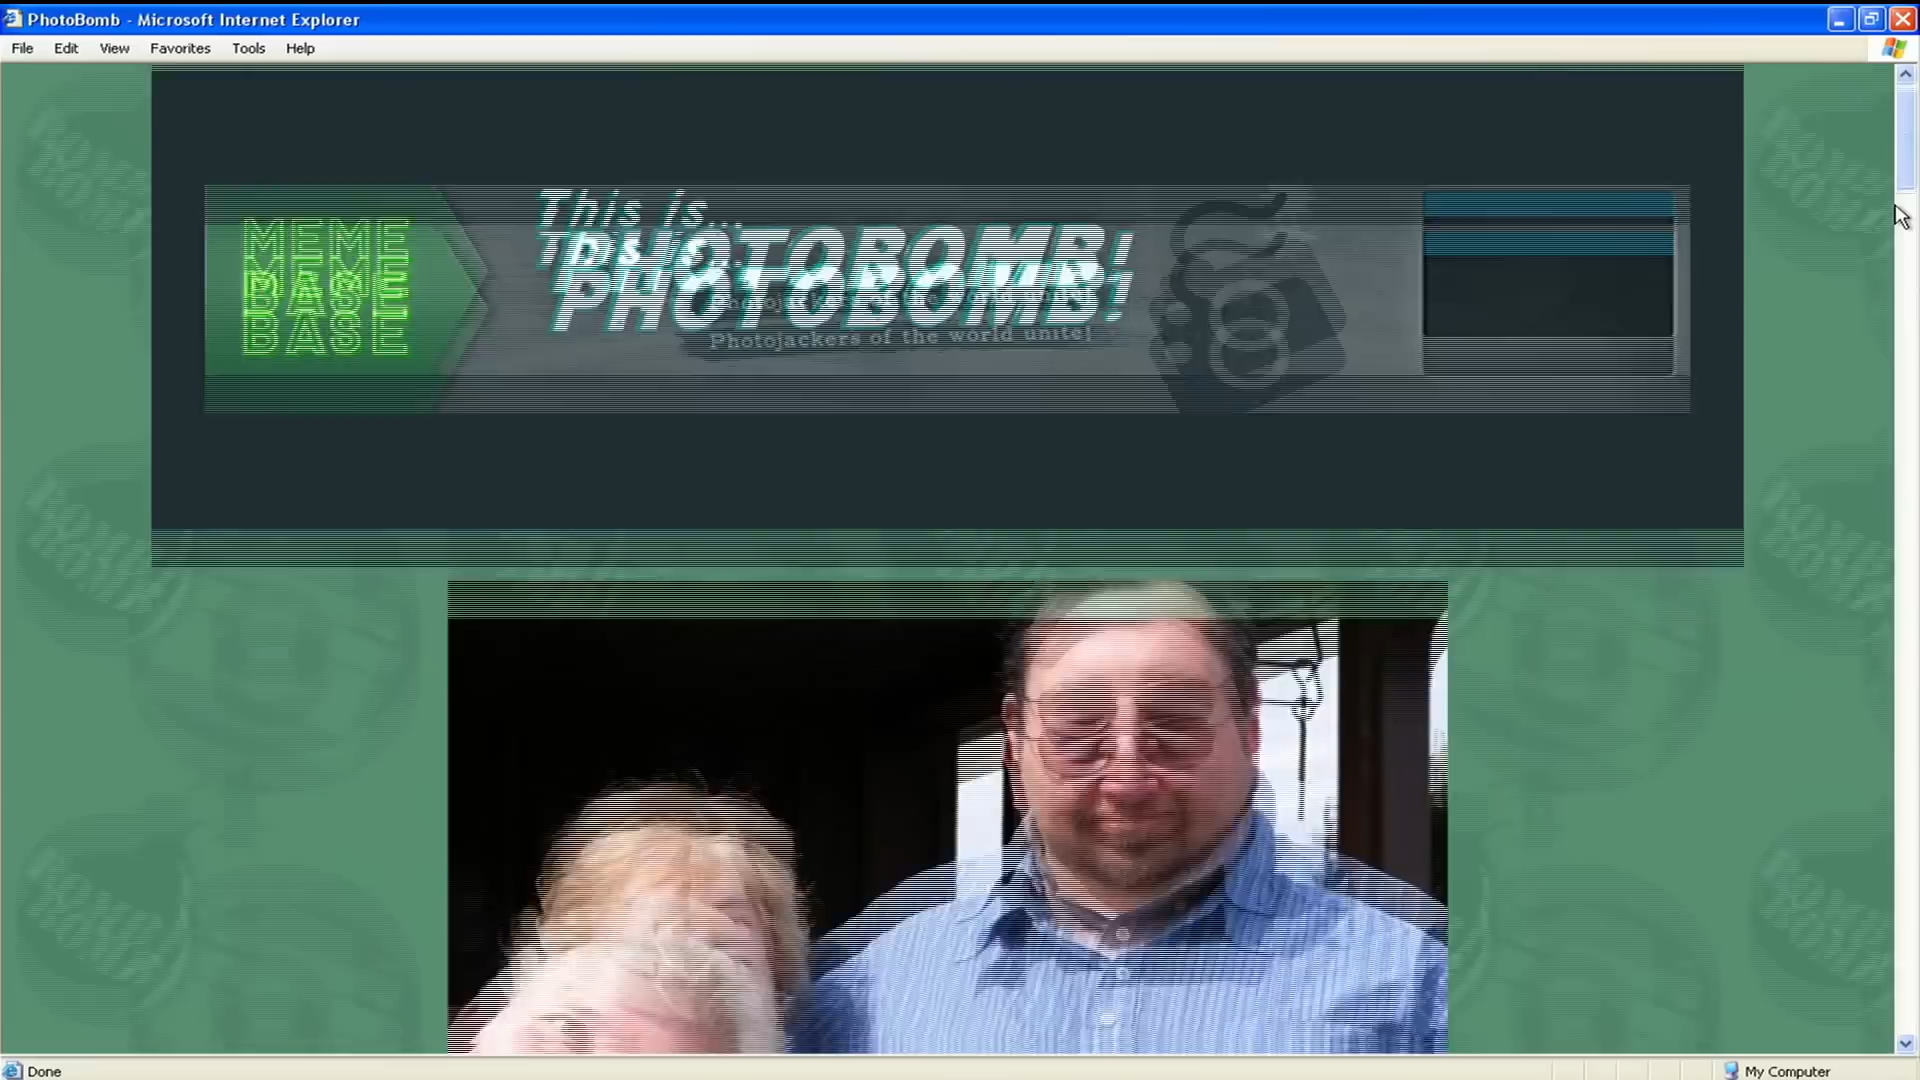 PhotoBomb - Microsoft Internet Explorer
File Edit View Favorites Tools Help
MEME
BASE
This is...
PHOTOBOMB!
Photojackers of the world unite!
Done
My Computer